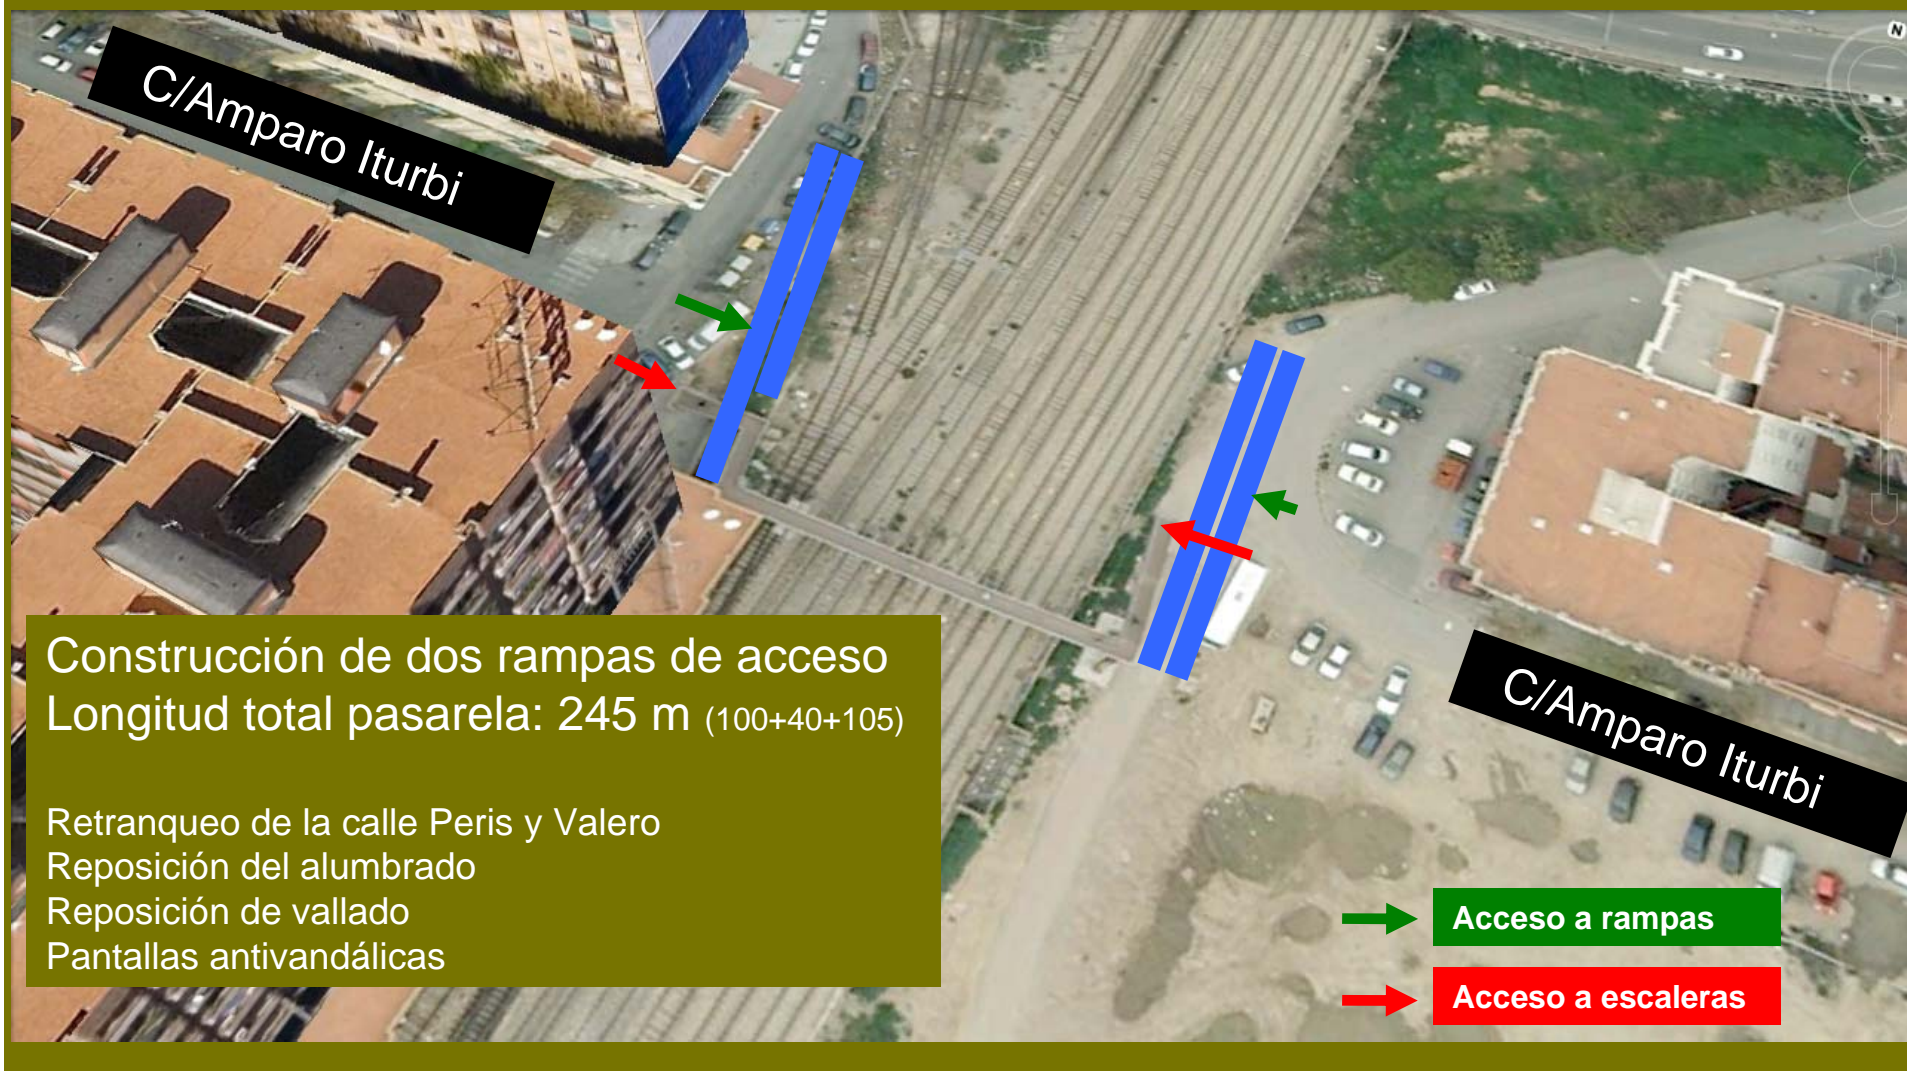 C/Amparo Iturbi
N
C/Amparo Iturbi
Construcción de dos rampas de acceso
Longitud total pasarela: 245 m (100+40+105)
Retranqueo de la calle Peris y Valero
Reposición del alumbrado
Reposición de vallado
Pantallas antivandálicas
Acceso a rampas
Acceso a escaleras